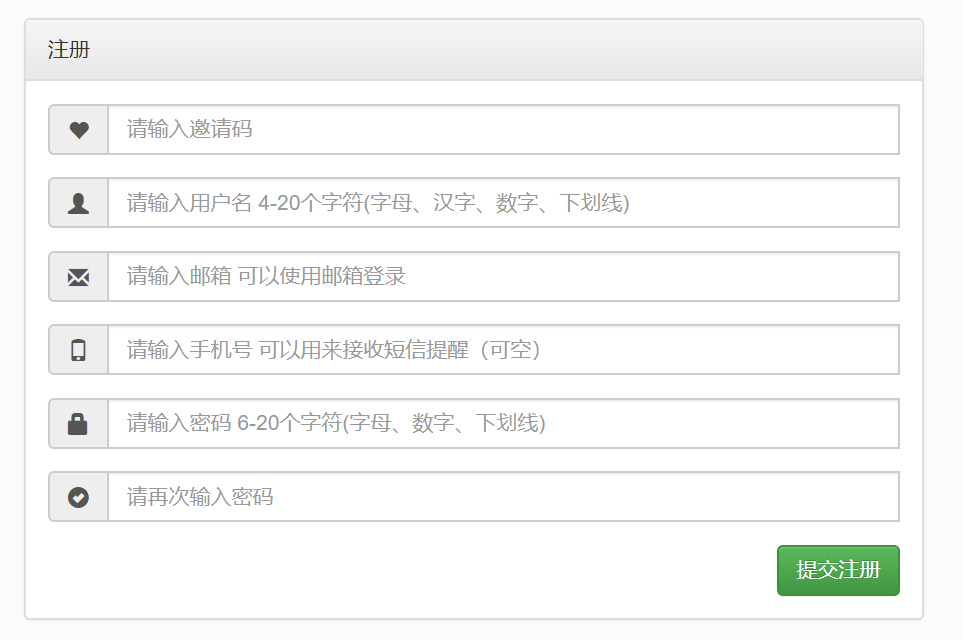 注册
请输入邀请码
请输入用户名 4-20个字符(字母、汉字、数字、下划线)
请输入邮箱 可以使用邮箱登录
请输入手机号 可以用来接收短信提醒（可空）
请输入密码 6-20个字符(字母、数字、下划线)
请再次输入密码
提交注册